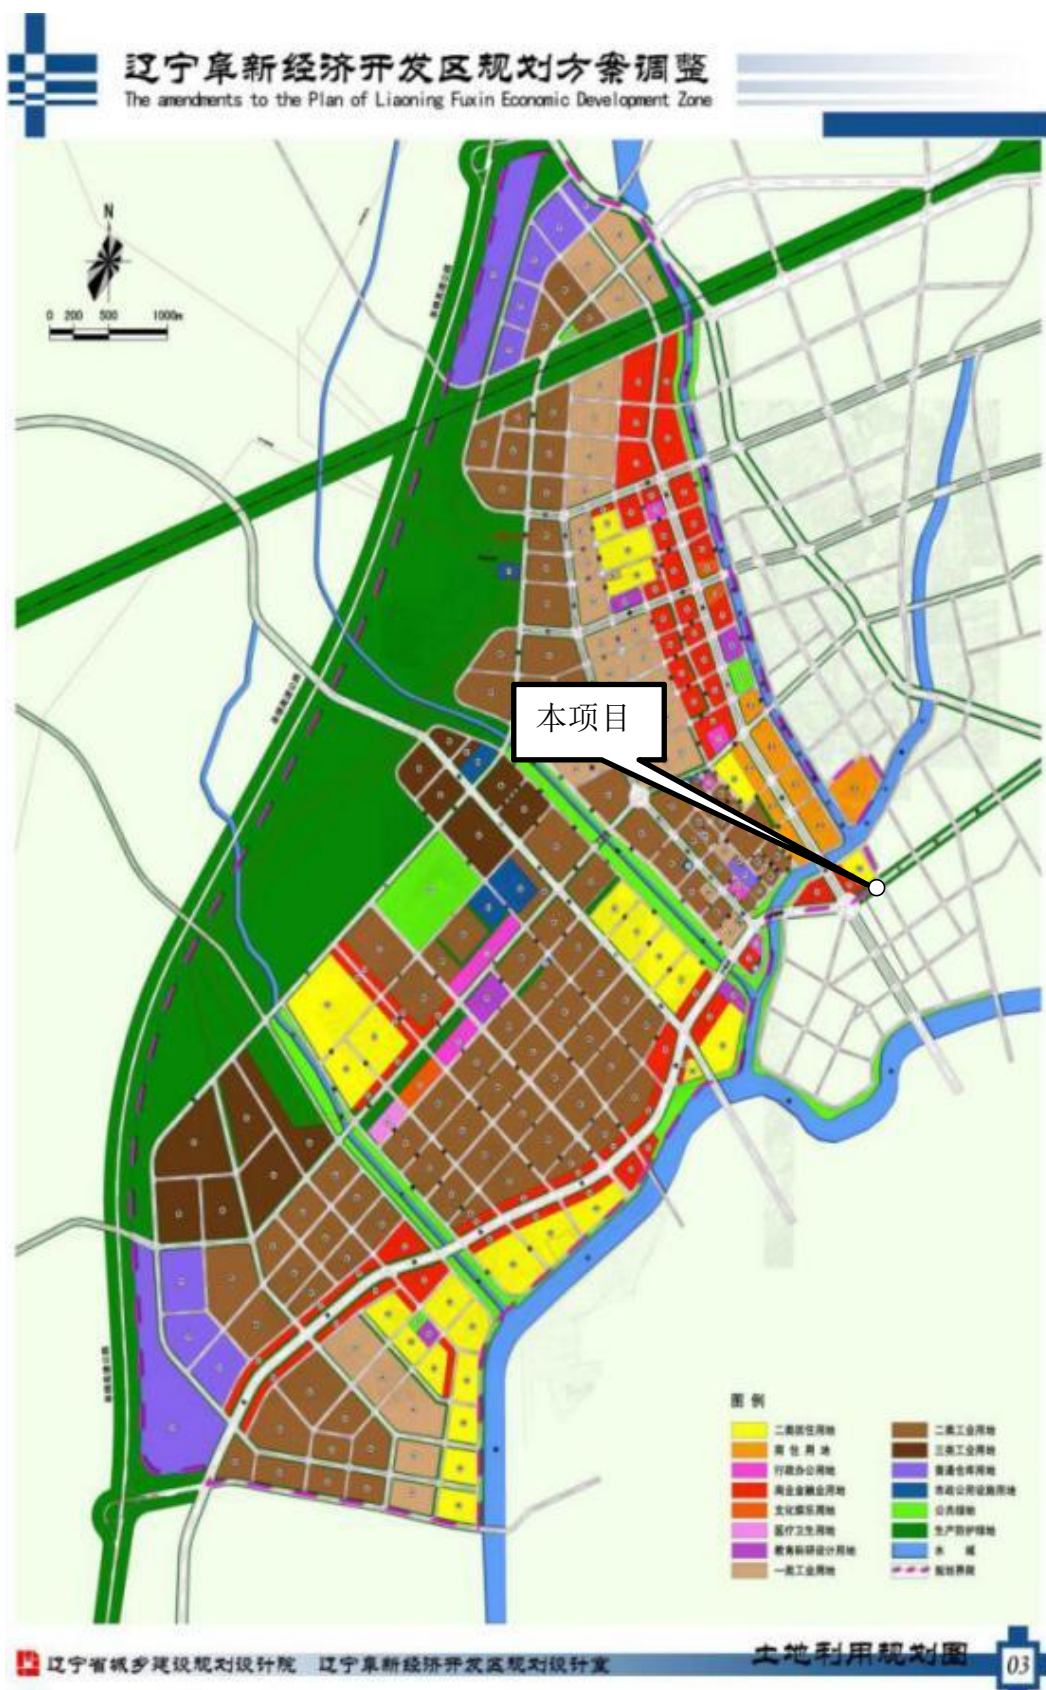 辽宁阜新经济开发区规划方案调整
The amendments to the Plan of Liaoning Fuxin Economic Development Zone
N
0 200 500 1000m
本项目
图例
二类居住用地
商住用地
行政办公用地
商业金融业用地
文化娱乐用地
医疗卫生用地
教育科研设计用地
一类工业用地
二类工业用地
三类工业用地
普通仓库用地
市政公用设施用地
公共绿地
生产防护绿地
水域
规划界限
辽宁省城乡建设规划设计院 辽宁阜新经济开发区规划设计室
土地利用规划图
03